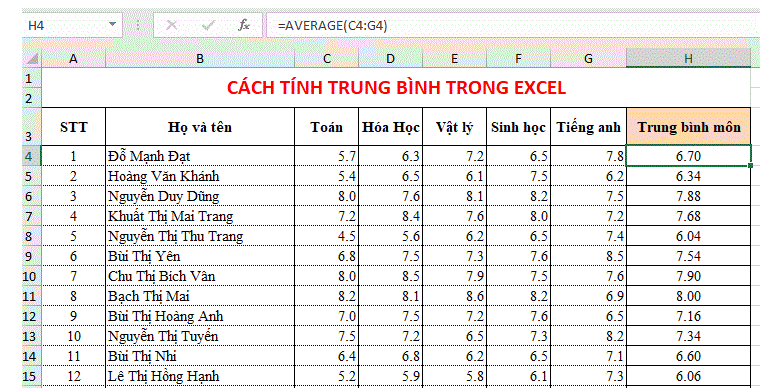 H4 fx =AVERAGE(C4:G4)
A B C D E F G H
1
2 CÁCH TÍNH TRUNG BÌNH TRONG EXCEL
3 STT Họ và tên Toán Hóa Học Vật lý Sinh học Tiếng anh Trung bình môn
4 1 Đỗ Mạnh Đạt 5.7 6.3 7.2 6.5 7.8 6.70
5 2 Hoàng Văn Khánh 5.4 6.5 6.1 7.5 6.2 6.34
6 3 Nguyễn Duy Dũng 8.0 7.6 8.1 8.2 7.5 7.88
7 4 Khuất Thị Mai Trang 7.2 8.4 7.6 8.0 7.2 7.68
8 5 Nguyễn Thị Thu Trang 4.5 5.6 6.2 6.5 7.4 6.04
9 6 Bùi Thị Yên 6.8 7.5 7.3 7.6 8.5 7.54
10 7 Chu Thị Bích Vân 8.0 8.5 7.9 7.5 7.6 7.90
11 8 Bạch Thị Mai 8.2 8.1 8.6 8.2 6.9 8.00
12 9 Bùi Thị Hoàng Anh 7.0 7.5 7.2 7.6 6.5 7.16
13 10 Nguyễn Thị Tuyến 7.5 7.2 6.5 7.3 8.2 7.34
14 11 Bùi Thị Nhi 6.4 6.8 6.2 6.5 7.1 6.60
15 12 Lê Thị Hồng Hạnh 5.2 5.9 5.8 6.1 7.3 6.06